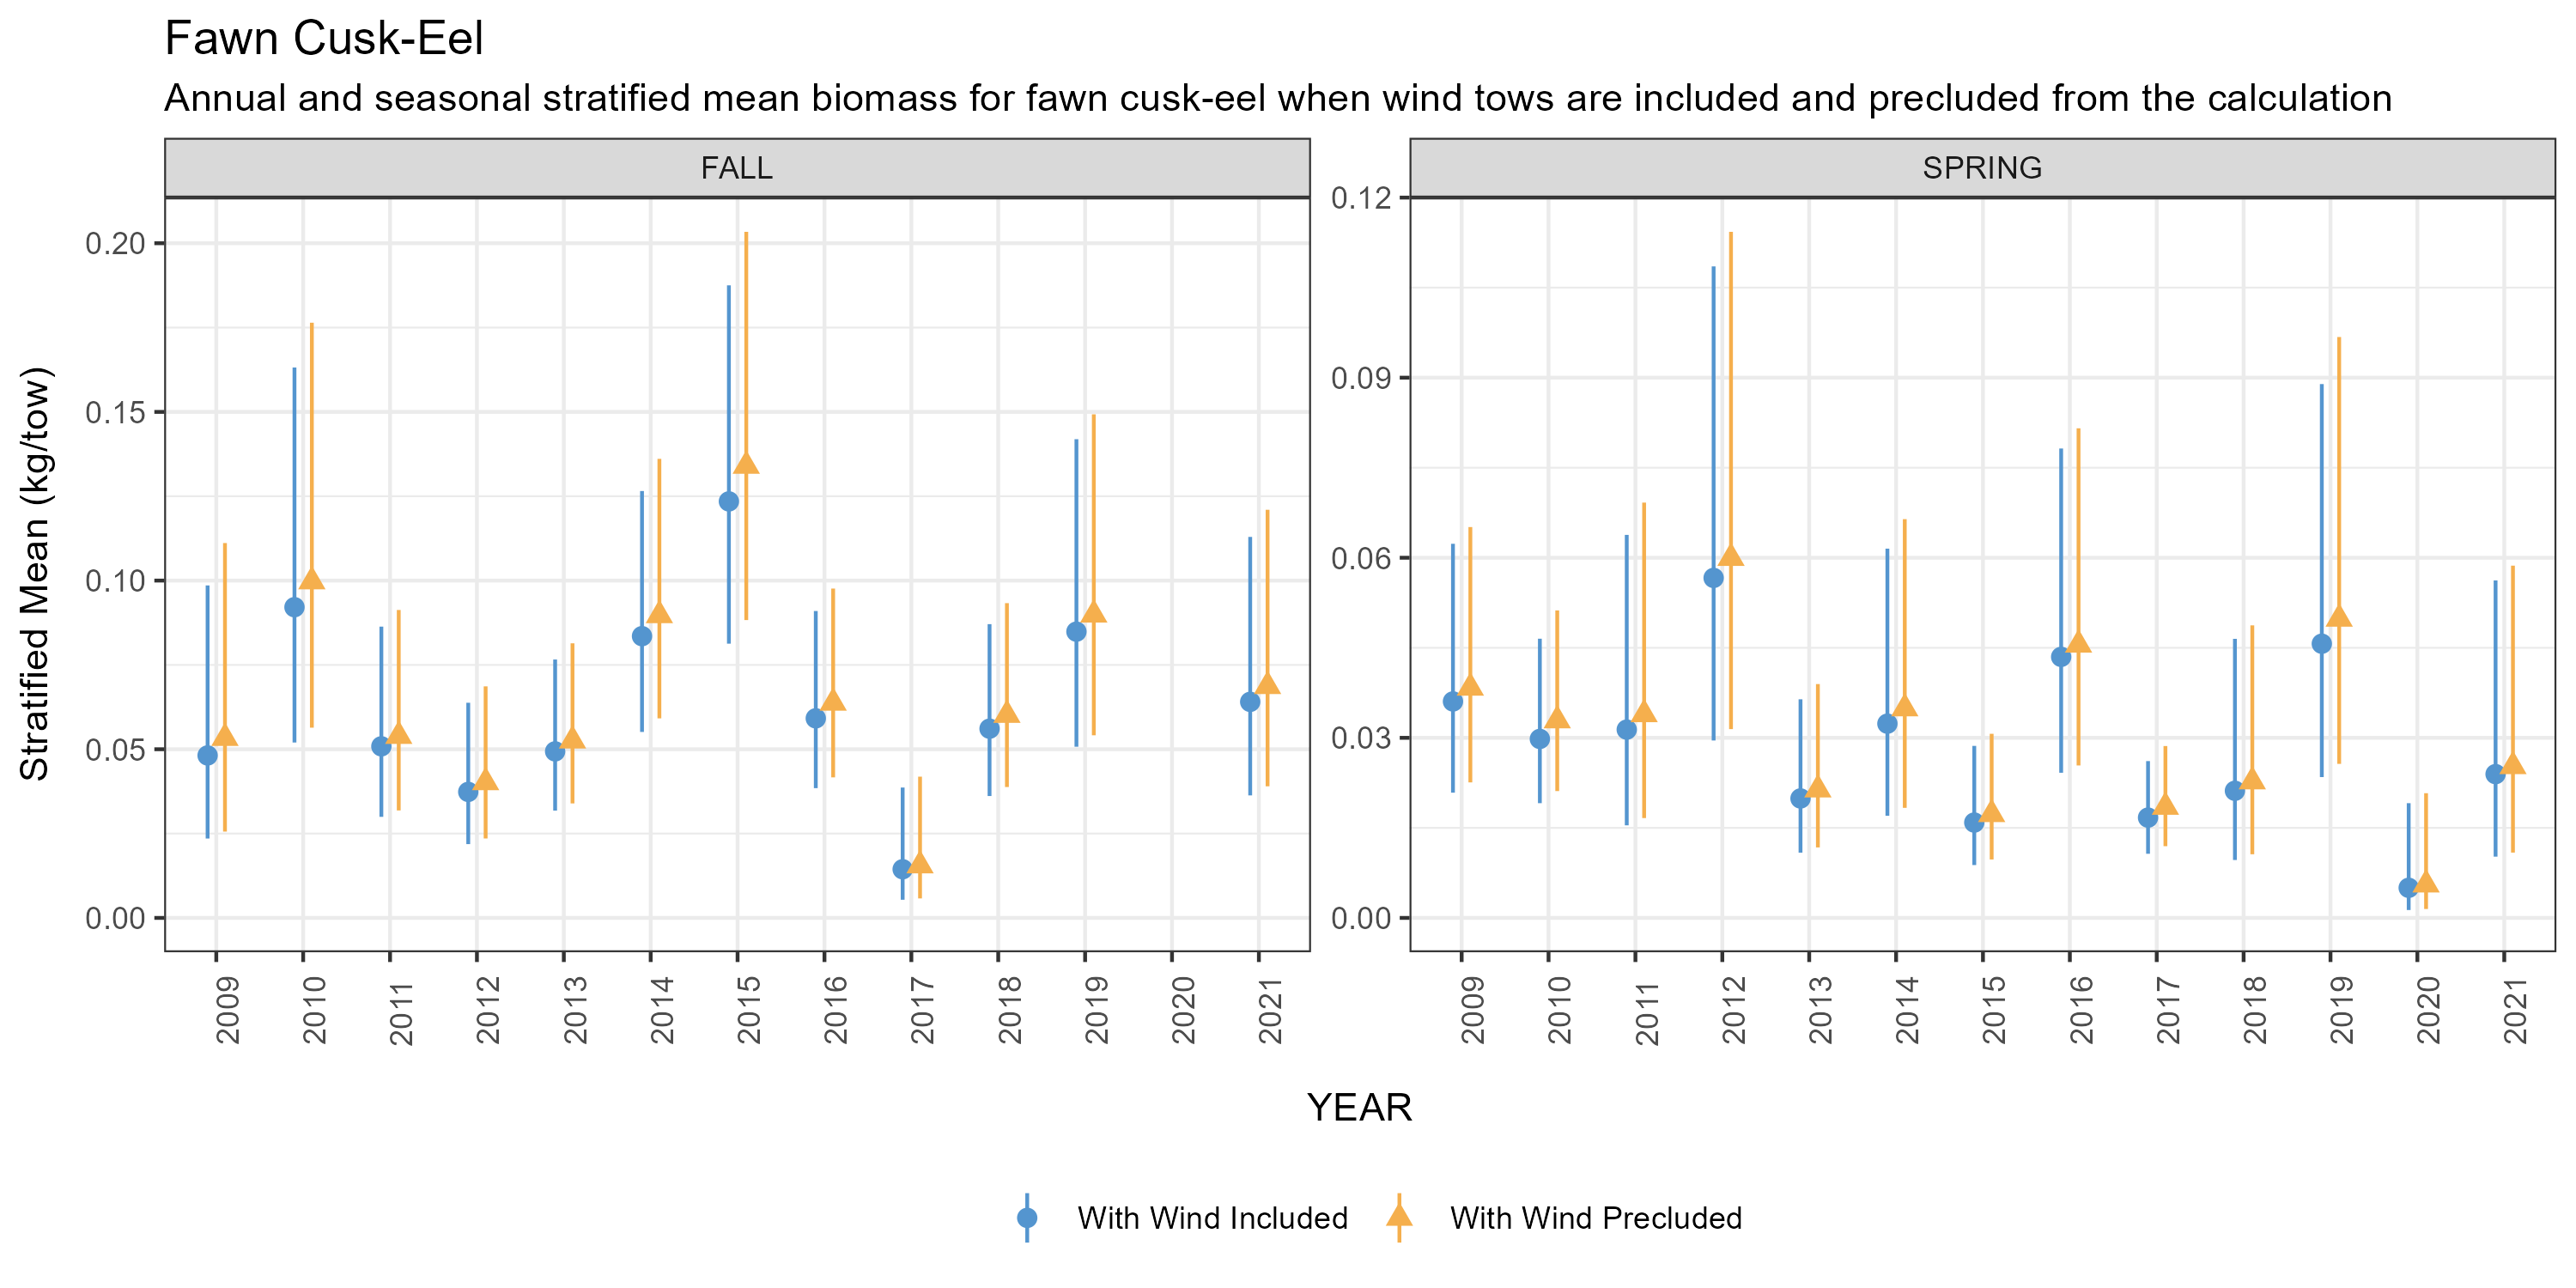 Fawn Cusk-Eel
Annual and seasonal stratified mean biomass for fawn cusk-eel when wind tows are included and precluded from the calculation
FALL
SPRING
Stratified Mean (kg/tow)
0.20
0.15
0.10
0.05
0.00
0.12
0.09
0.06
0.03
0.00
2009 2010 2011 2012 2013 2014 2015 2016 2017 2018 2019 2020 2021
2009 2010 2011 2012 2013 2014 2015 2016 2017 2018 2019 2020 2021
YEAR
With Wind Included With Wind Precluded